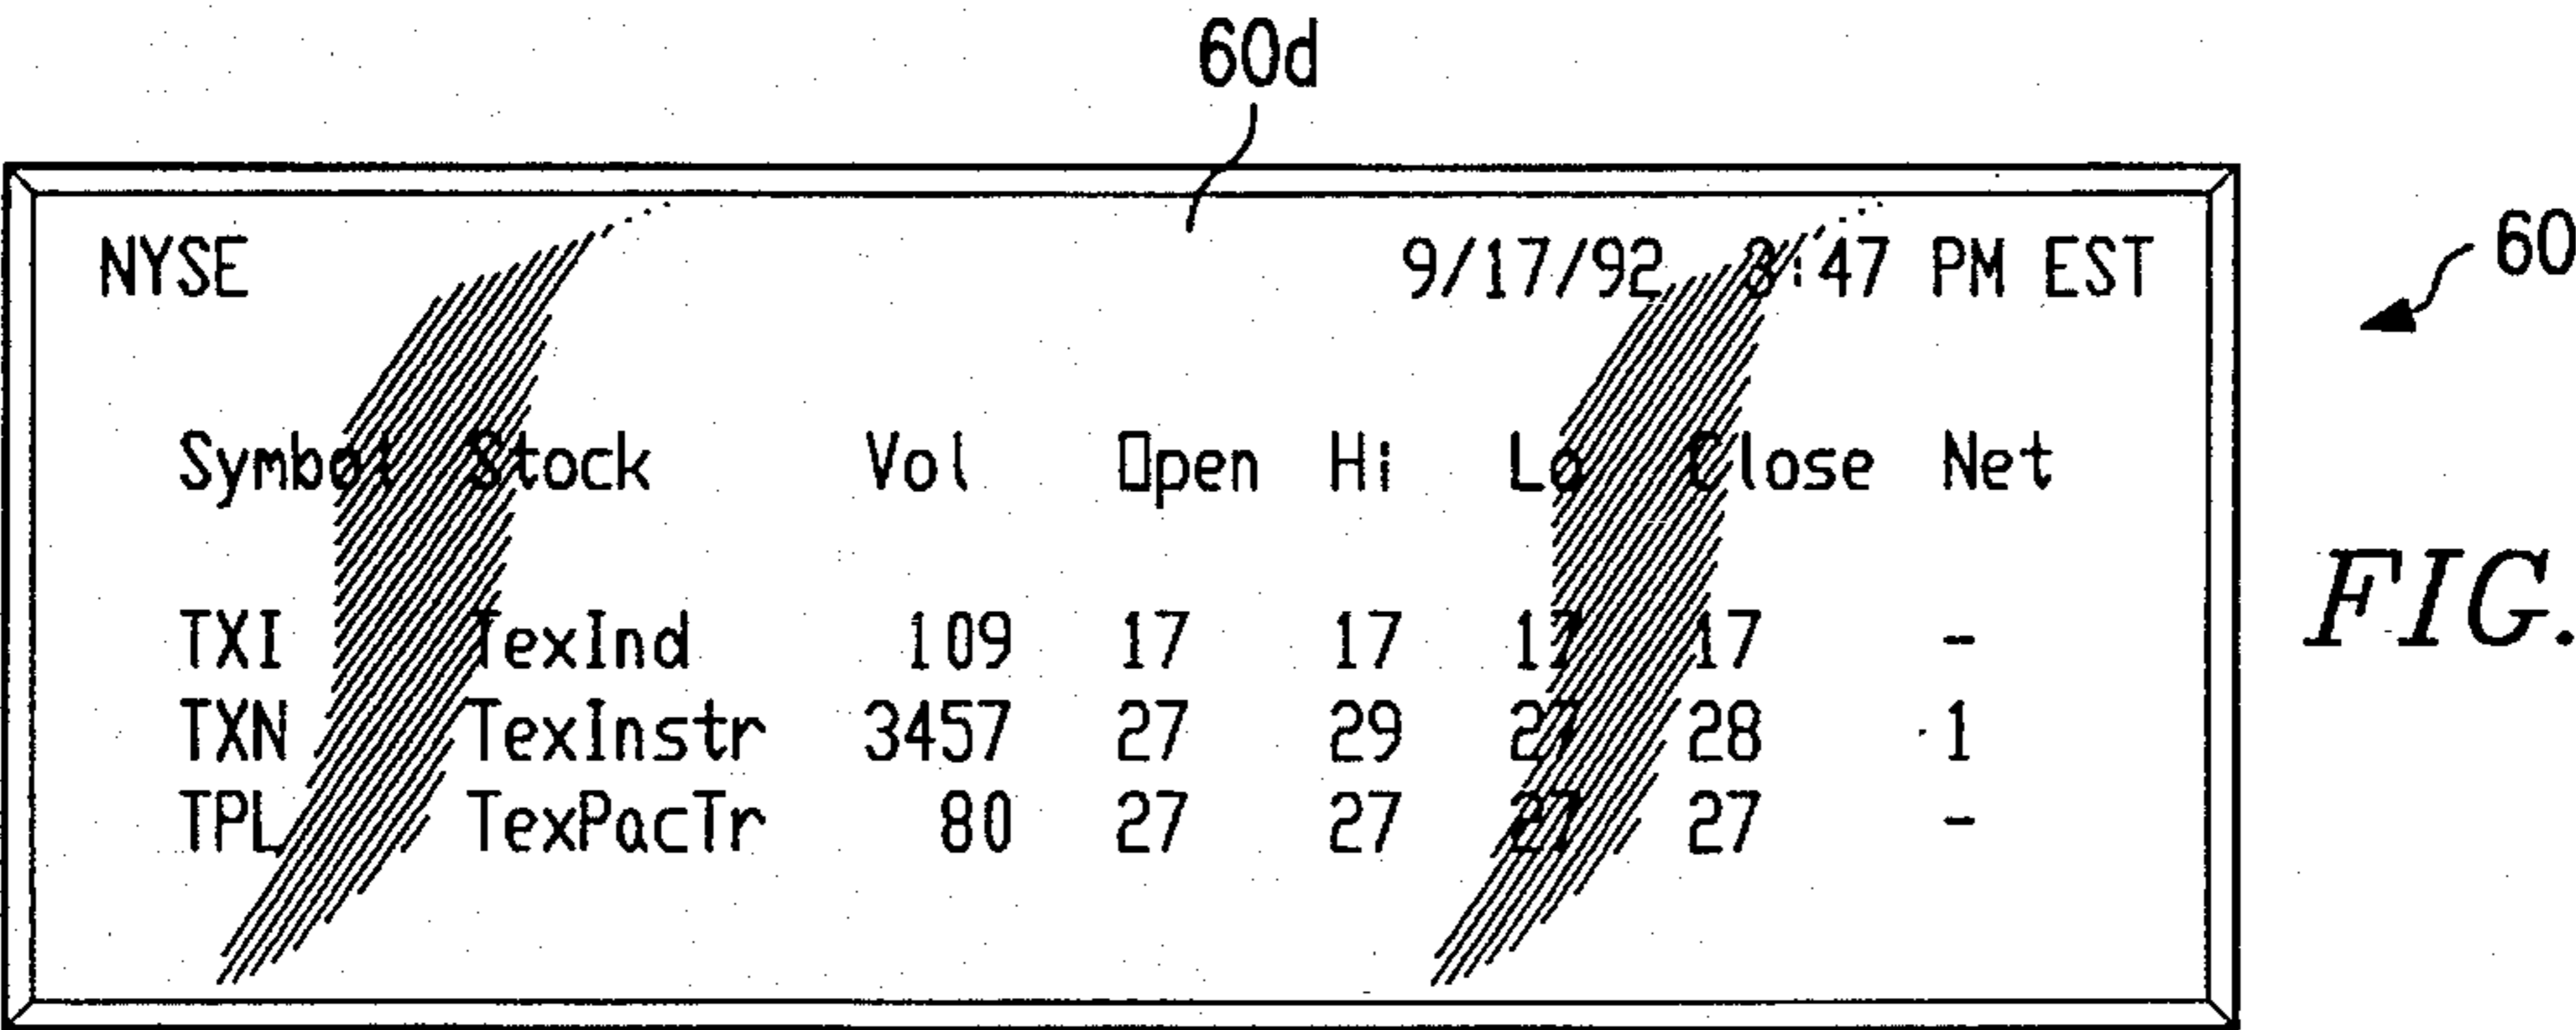 60d
NYSE 9/17/92 3:47 PM EST
60
Symbol Stock Vol Open Hi Lo Close Net
FIG.
TXI TexInd 109 17 17 17 17 -
TXN TexInstr 3457 27 29 27 28 1
TPL TexPacTr 80 27 27 27 27 -